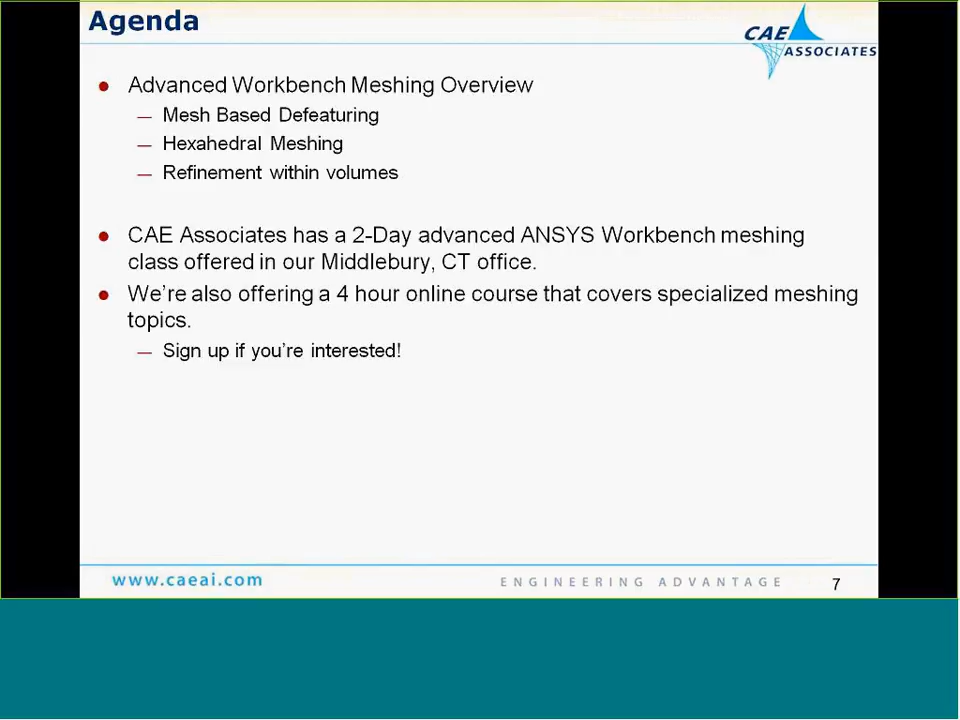 Agenda
CAE
ASSOCIATES
● Advanced Workbench Meshing Overview
— Mesh Based Defeaturing
— Hexahedral Meshing
— Refinement within volumes
● CAE Associates has a 2-Day advanced ANSYS Workbench meshing
class offered in our Middlebury, CT office.
● We're also offering a 4 hour online course that covers specialized meshing
topics.
— Sign up if you're interested!
www.caeai.com
ENGINEERING ADVANTAGE
7